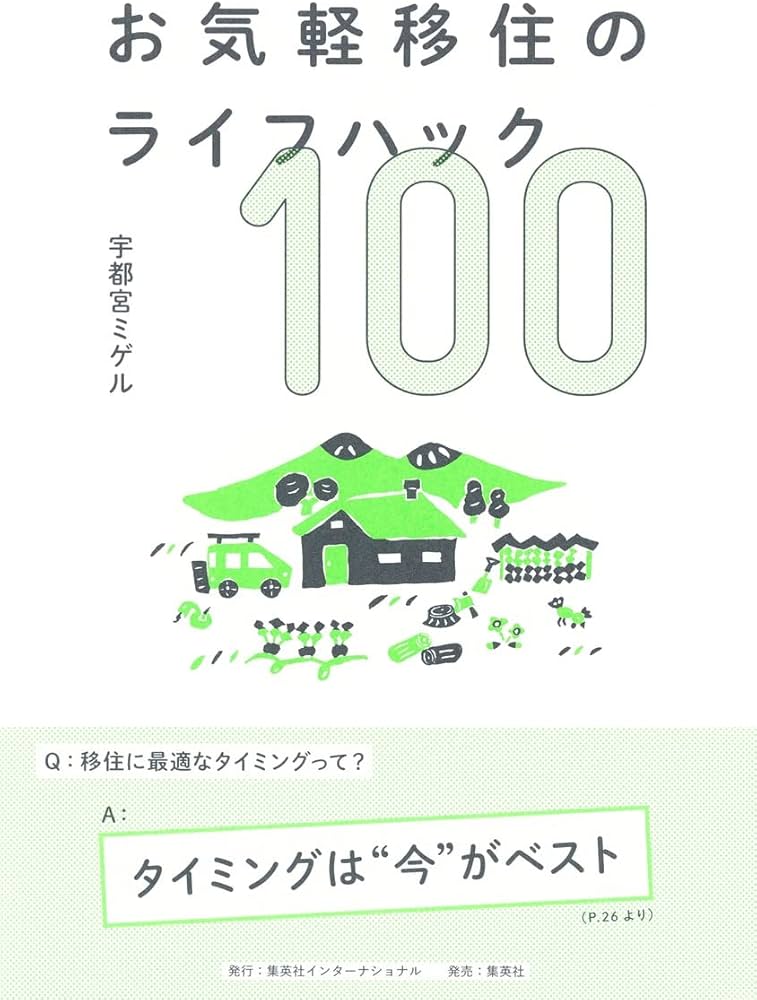 お気軽移住の
ライフハック
100
宇都宮ミゲル
Q：移住に最適なタイミングって？
A：
タイミングは“今”がベスト
（P.26 より）
発行：集英社インターナショナル　発売：集英社